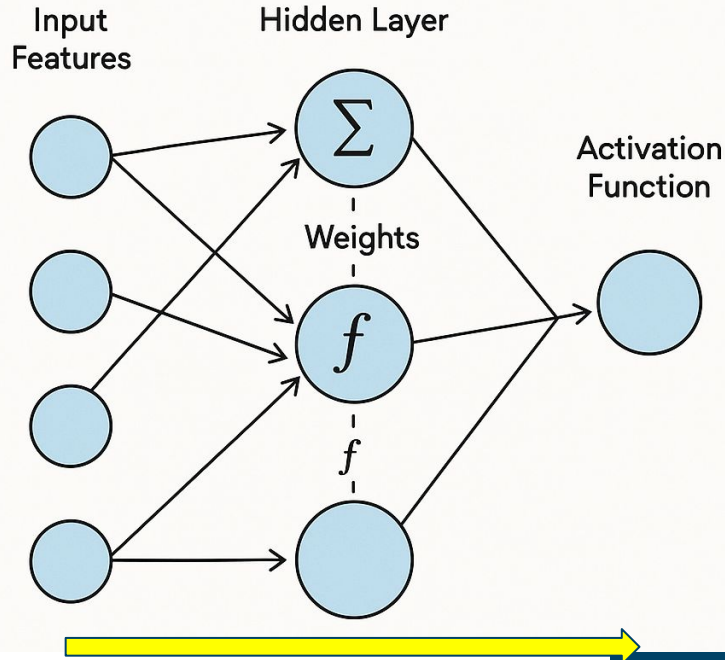 Input
Features
Hidden Layer
Σ
Activation
Function
Weights
f
f